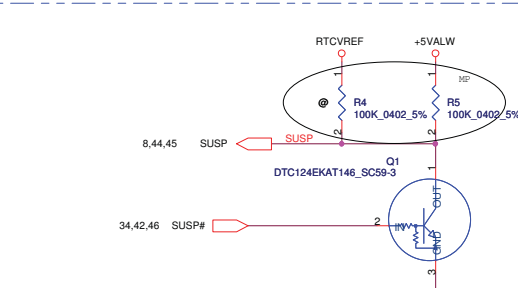 RTCVREF
+5VALW
MP
1
1
@
R4
R5
100K_0402_5%
100K_0402_5%
2
2
8,44,45
SUSP
SUSP
Q1
DTC124EKAT146_SC59-3
1
OUT
34,42,46
SUSP#
2
IN
GND
3